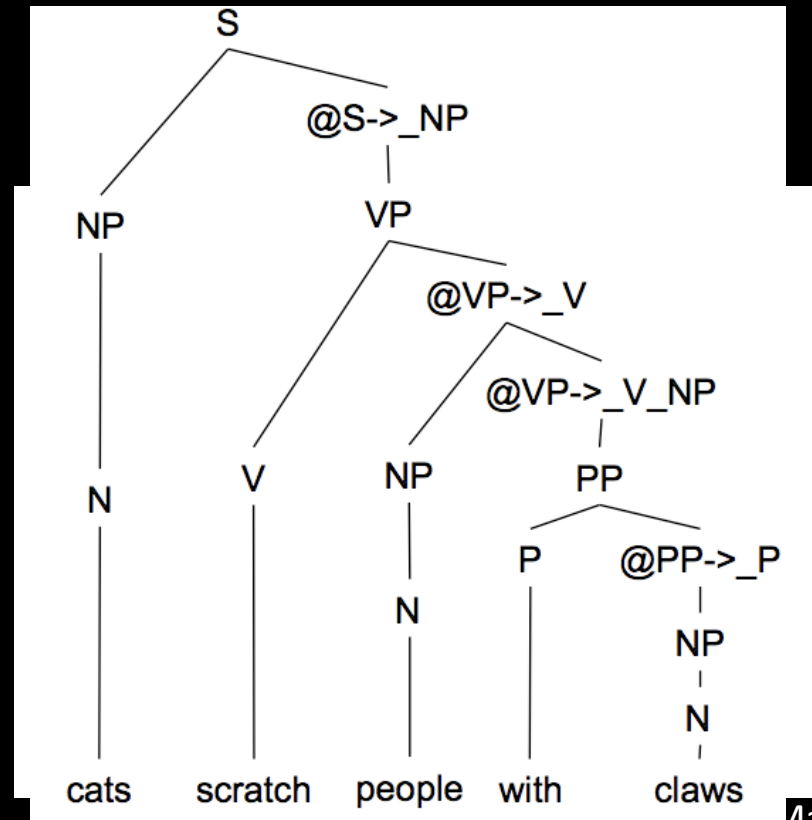 S
@S->_NP
NP VP
@VP->_V
@VP->_V_NP
V NP PP
N
P @PP->_P
N
NP
N
cats scratch people with claws